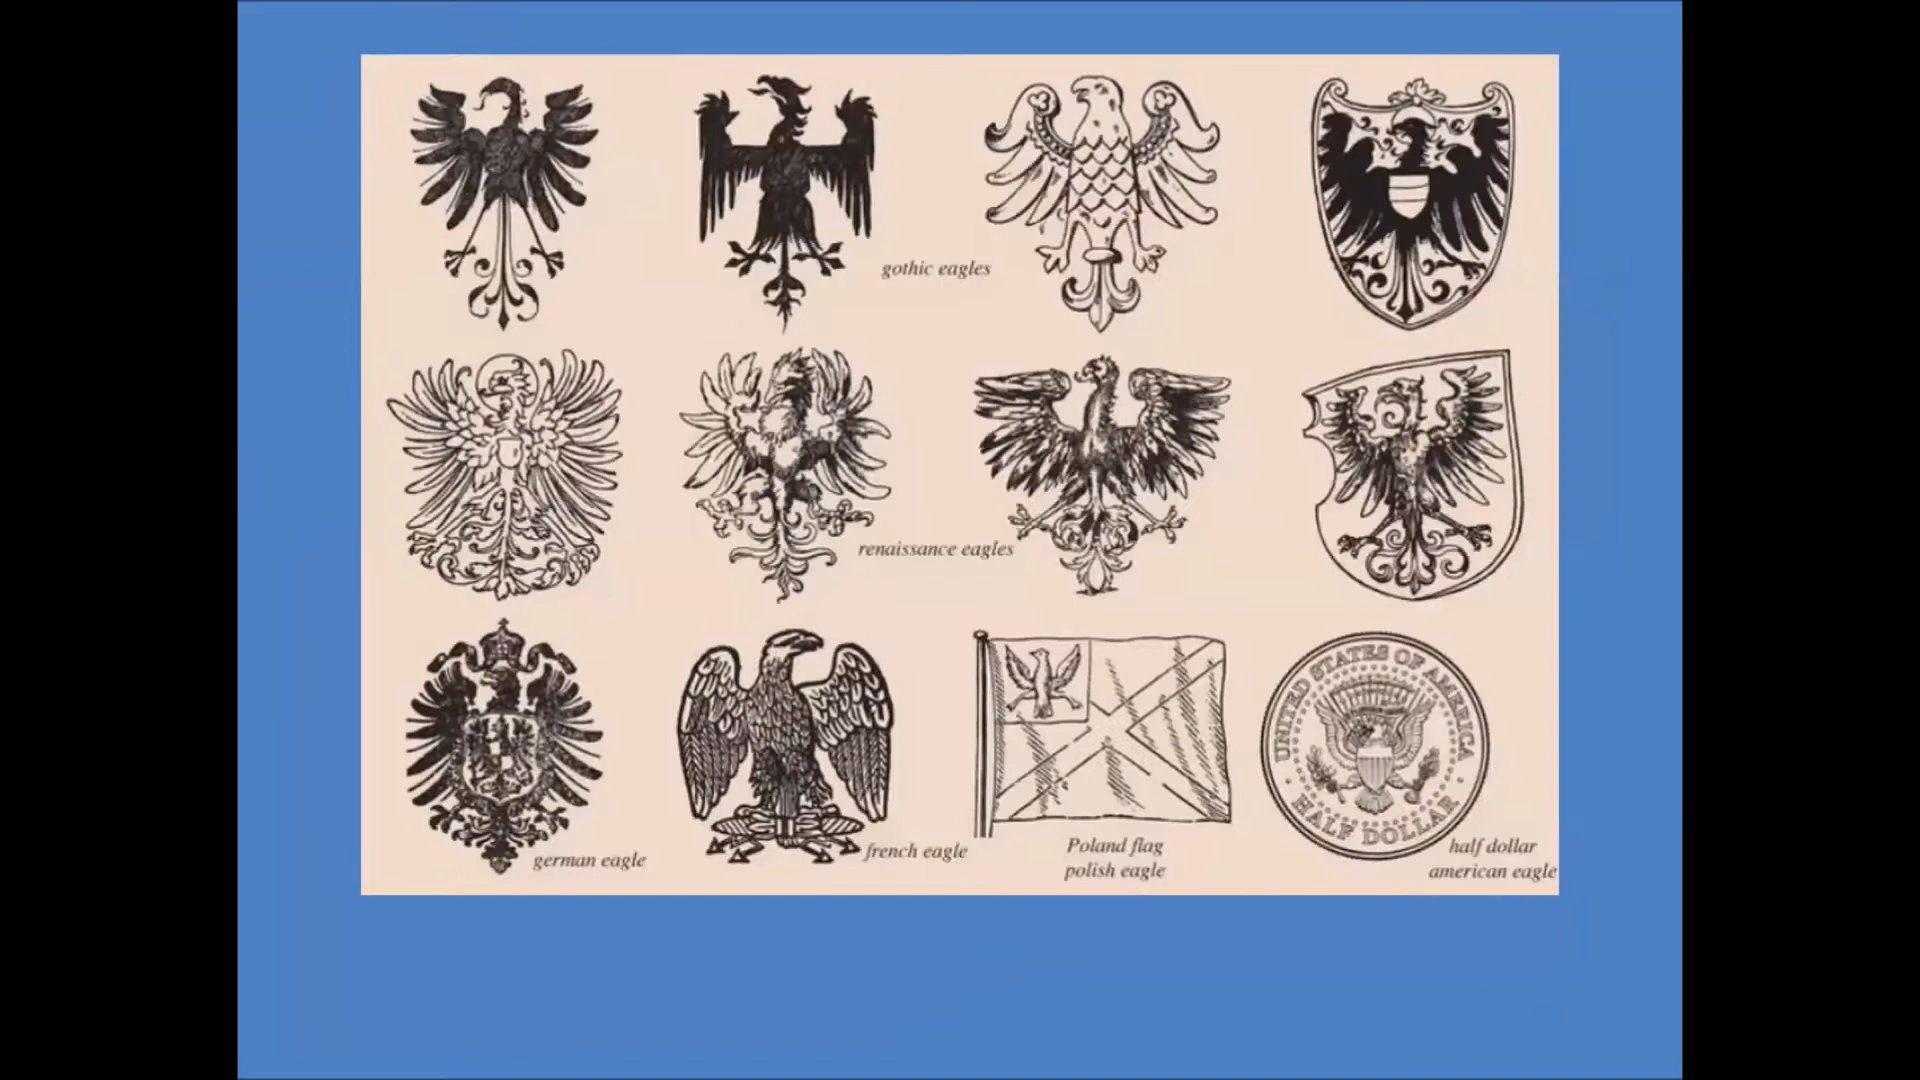 gothic eagles
renaissance eagles
german eagle
french eagle
Poland flag
polish eagle
UNITED STATES OF AMERICA
HALF DOLLAR
half dollar
american eagle